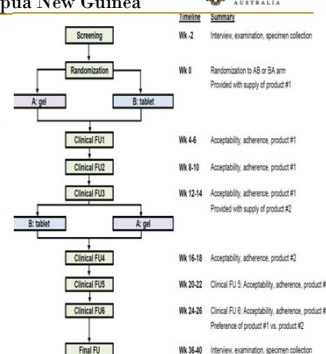 pua New Guinea
AUSTRALIA
Timeline Summary
Screening Wk -2 Interview, examination, specimen collection
Randomization Wk 0 Randomization to AB or BA arm
Provided with supply of product #1
A: gel B: tablet
Clinical FU1 Wk 4-6 Acceptability, adherence, product #1
Clinical FU2 Wk 8-10 Acceptability, adherence, product #1
Clinical FU3 Wk 12-14 Acceptability, adherence, product #1
Provided with supply of product #2
B: tablet A: gel
Clinical FU4 Wk 16-18 Acceptability, adherence, product #2
Clinical FU5 Wk 20-22 Clinical FU 5: Acceptability, adherence, product #
Clinical FU6 Wk 24-26 Clinical FU 6: Acceptability, adherence, product #
Preference of product #1 vs. product #2
Final FU Wk 36-40 Interview, examination, specimen collection